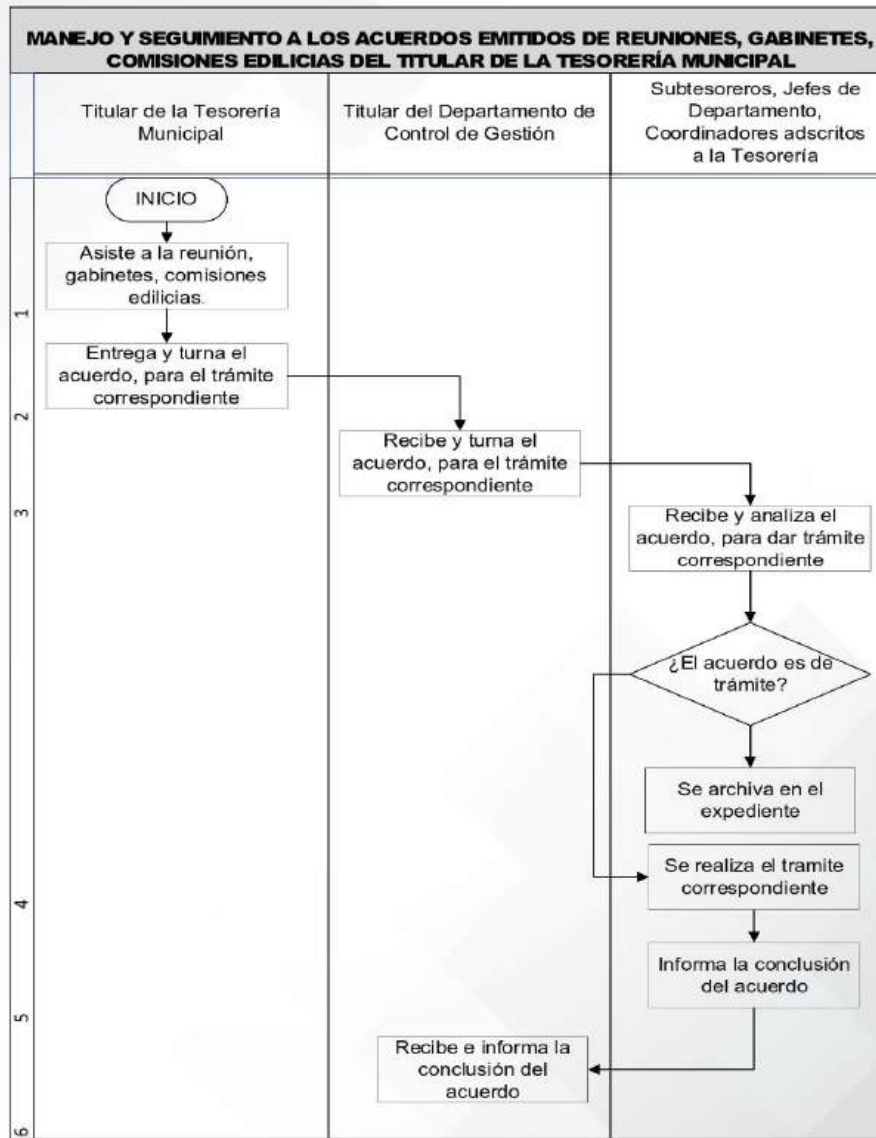 MANEJO Y SEGUIMIENTO A LOS ACUERDOS EMITIDOS DE REUNIONES, GABINETES,
COMISIONES EDILICIAS DEL TITULAR DE LA TESORERÍA MUNICIPAL
Titular de la Tesorería
Municipal
Titular del Departamento de
Control de Gestión
Subtesoreros, Jefes de
Departamento,
Coordinadores adscritos
a la Tesorería
INICIO
Asiste a la reunión,
gabinetes, comisiones
edilicias.
1
Entrega y turna el
acuerdo, para el trámite
correspondiente
2
Recibe y turna el
acuerdo, para el trámite
correspondiente
3
Recibe y analiza el
acuerdo, para dar trámite
correspondiente
¿El acuerdo es de
trámite?
Se archiva en el
expediente
Se realiza el tramite
correspondiente
4
Informa la conclusión
del acuerdo
5
Recibe e informa la
conclusión del
acuerdo
6